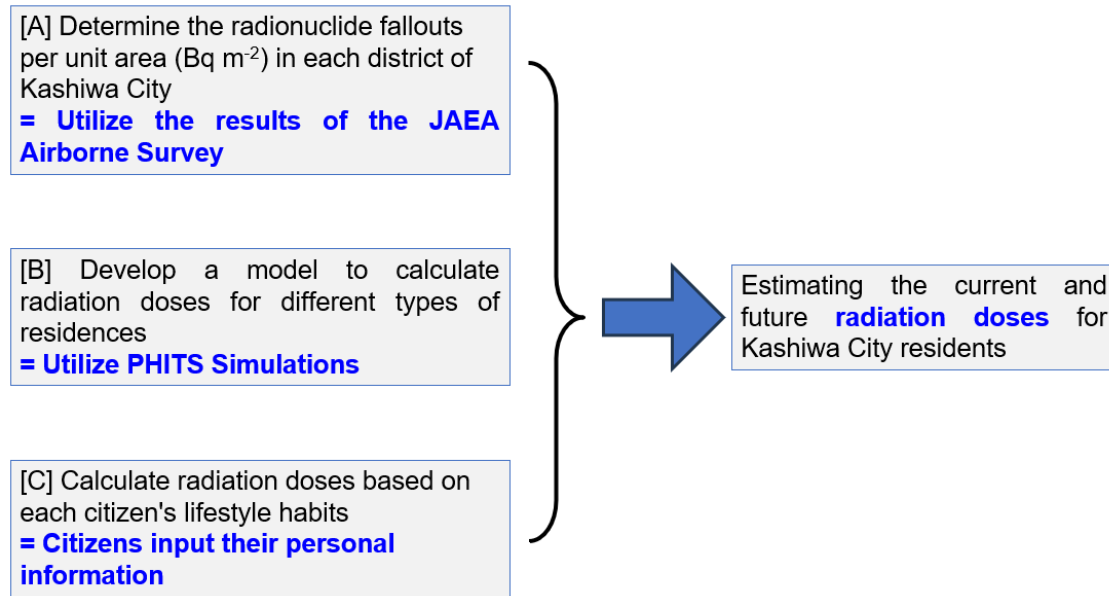 [A] Determine the radionuclide fallouts
per unit area (Bq m⁻²) in each district of
Kashiwa City
= Utilize the results of the JAEA
Airborne Survey
[B] Develop a model to calculate
radiation doses for different types of
residences
= Utilize PHITS Simulations
[C] Calculate radiation doses based on
each citizen's lifestyle habits
= Citizens input their personal
information
Estimating the current and
future radiation doses for
Kashiwa City residents